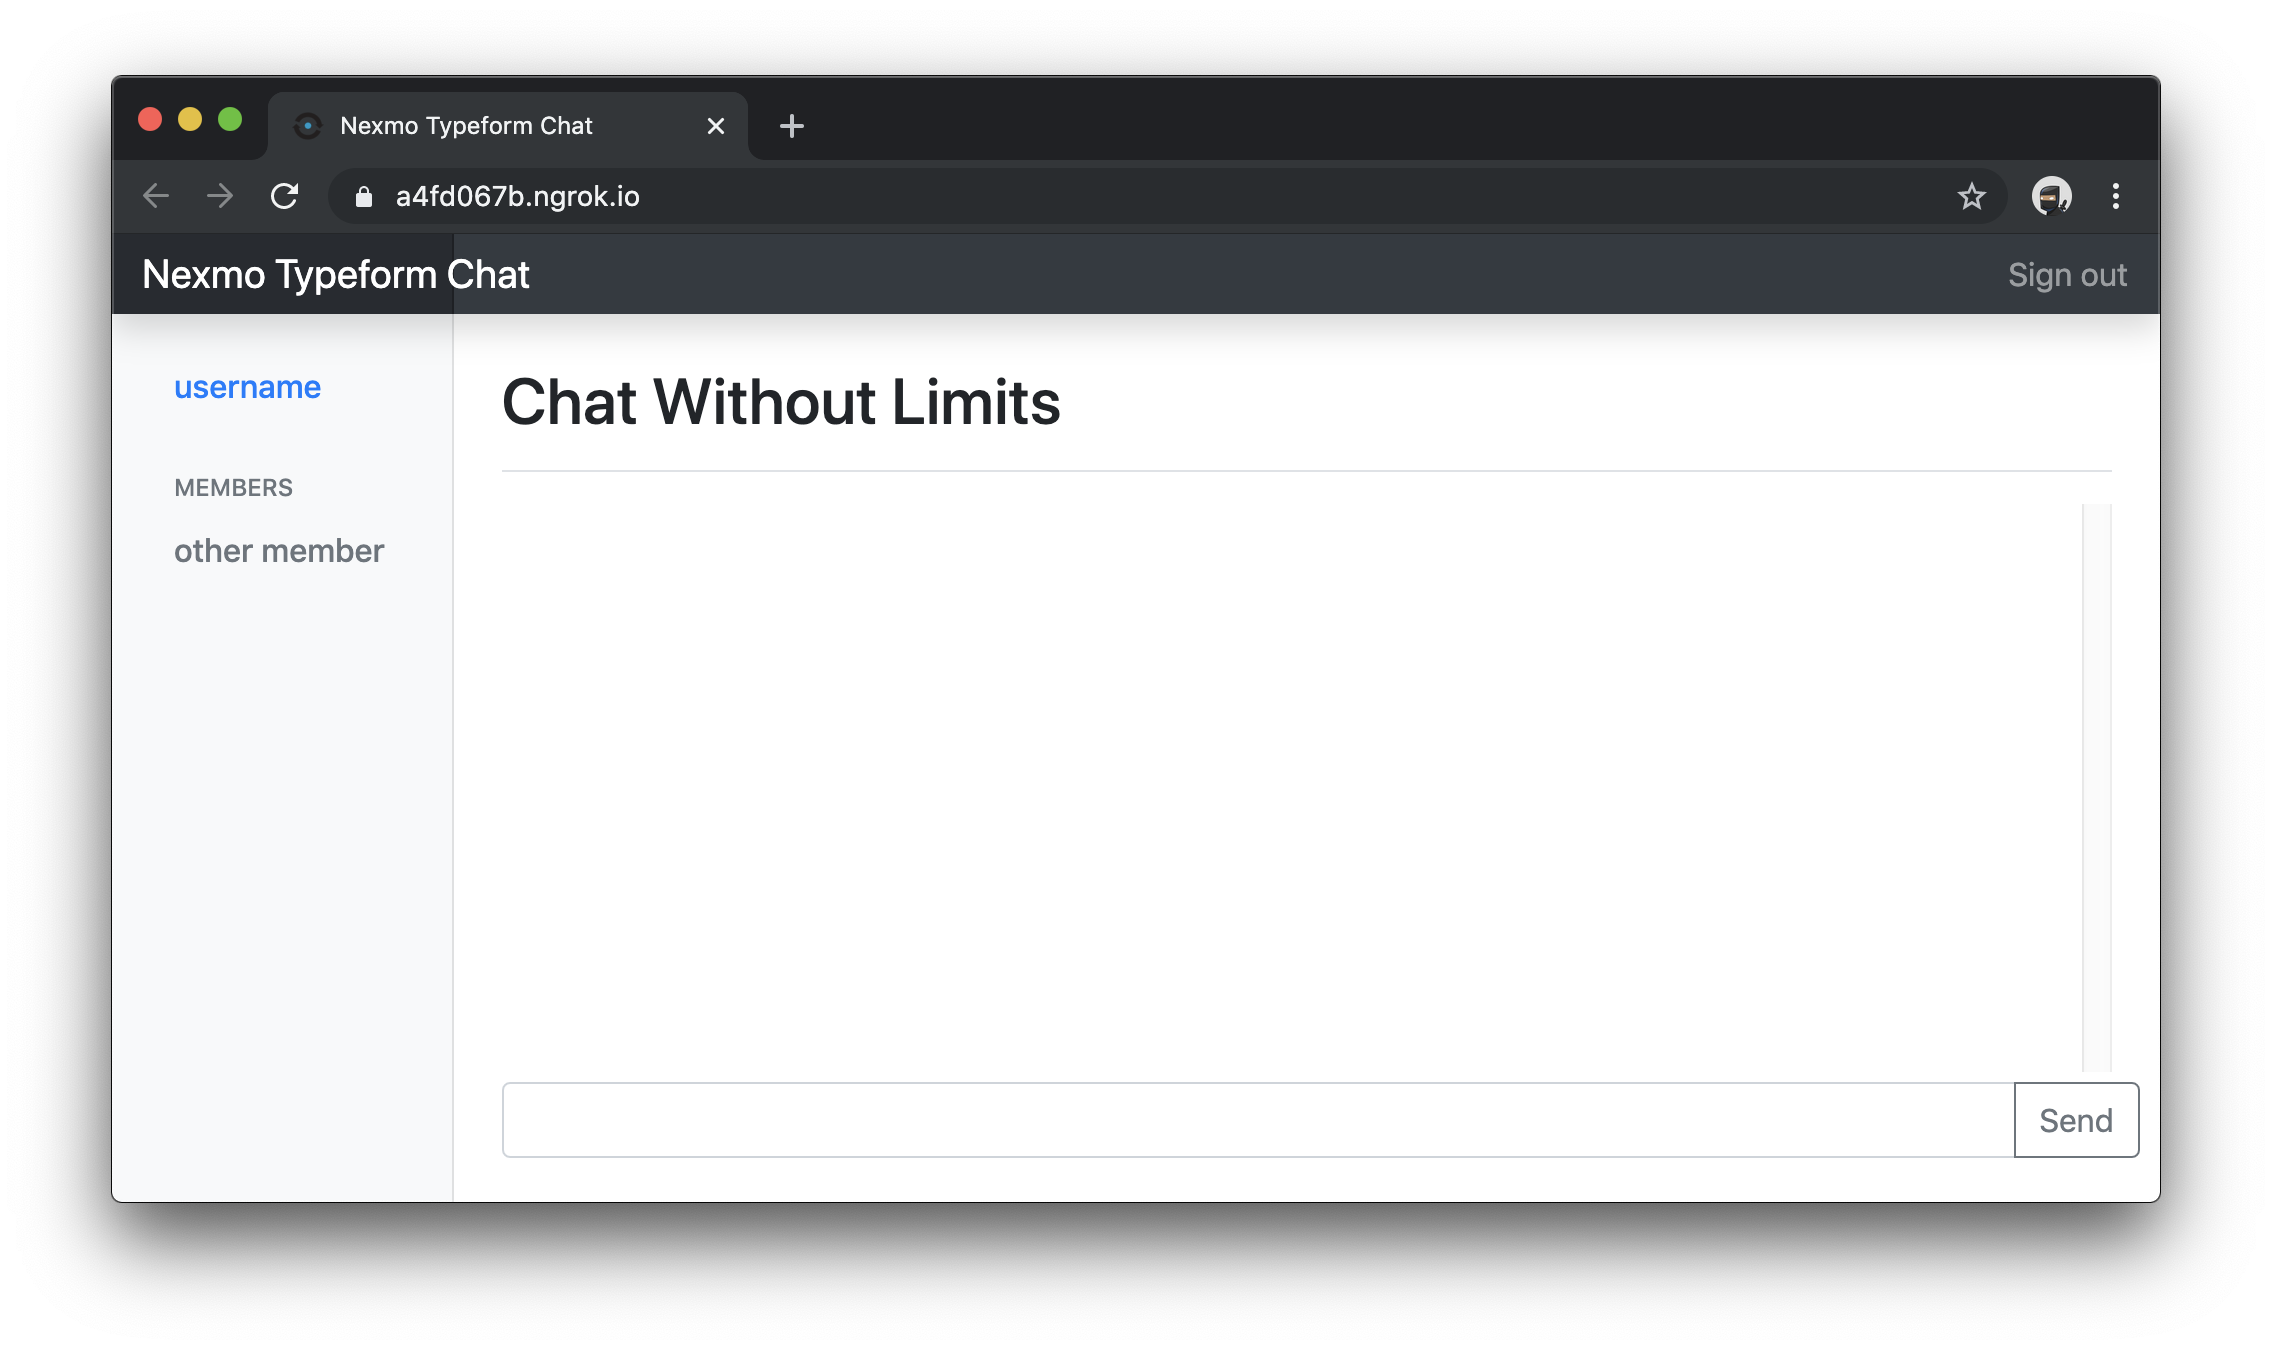 Nexmo Typeform Chat
a4fd067b.ngrok.io
Nexmo Typeform Chat
Sign out
username
MEMBERS
other member
Chat Without Limits
Send